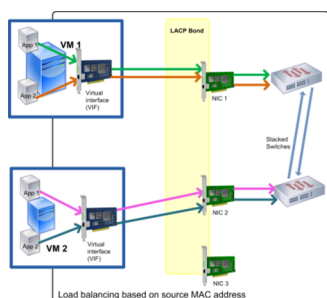 LACP Bond
App 1
VM 1
App 2
Virtual
interface
(VIF)
NIC 1
Stacked
Switches
App 1
NIC 2
App 2
VM 2
Virtual
interface
(VIF)
NIC 3
Load balancing based on source MAC address